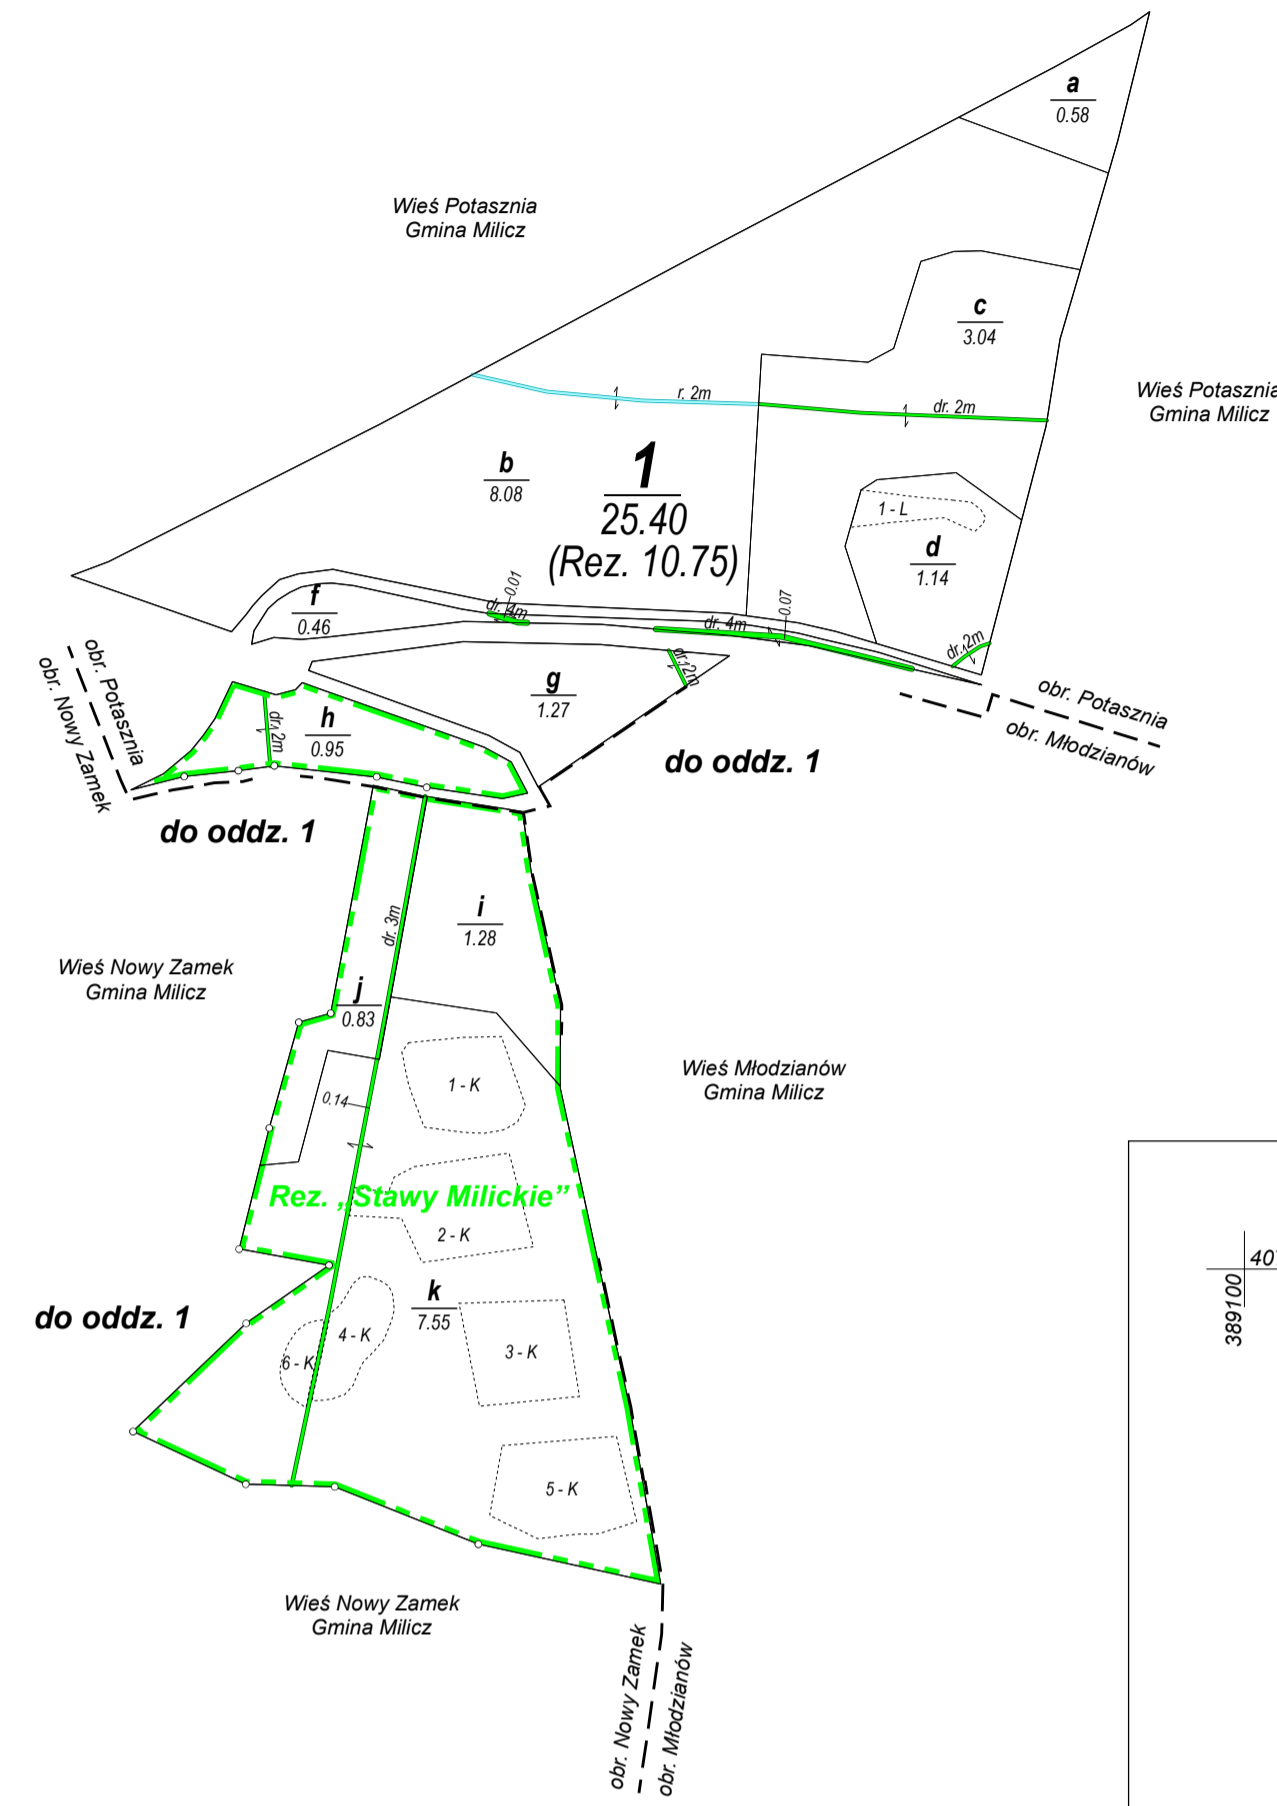 a
0.58
Wieś Potasznia
Gmina Milicz
c
3.04
Wieś Potasznia
Gmina Milicz
r. 2m
dr. 2m
b
8.08
1
25.40
(Rez. 10.75)
1 - L
d
1.14
0.01
f
0.46
dr. 4m
0.07
dr. 4m
dr. 2m
dr. 2m
g
1.27
obr. Potasznia
obr. Nowy Zamek
obr. Potasznia
obr. Młodzianów
h
0.95
dr. 2m
do oddz. 1
do oddz. 1
dr. 3m
i
1.28
Wieś Nowy Zamek
Gmina Milicz
j
0.83
Wieś Młodzianów
Gmina Milicz
1 - K
0.14
Rez. „Stawy Milickie”
2 - K
k
7.55
do oddz. 1
4 - K
6 - K
3 - K
389100
5 - K
Wieś Nowy Zamek
Gmina Milicz
obr. Nowy Zamek
obr. Młodzianów